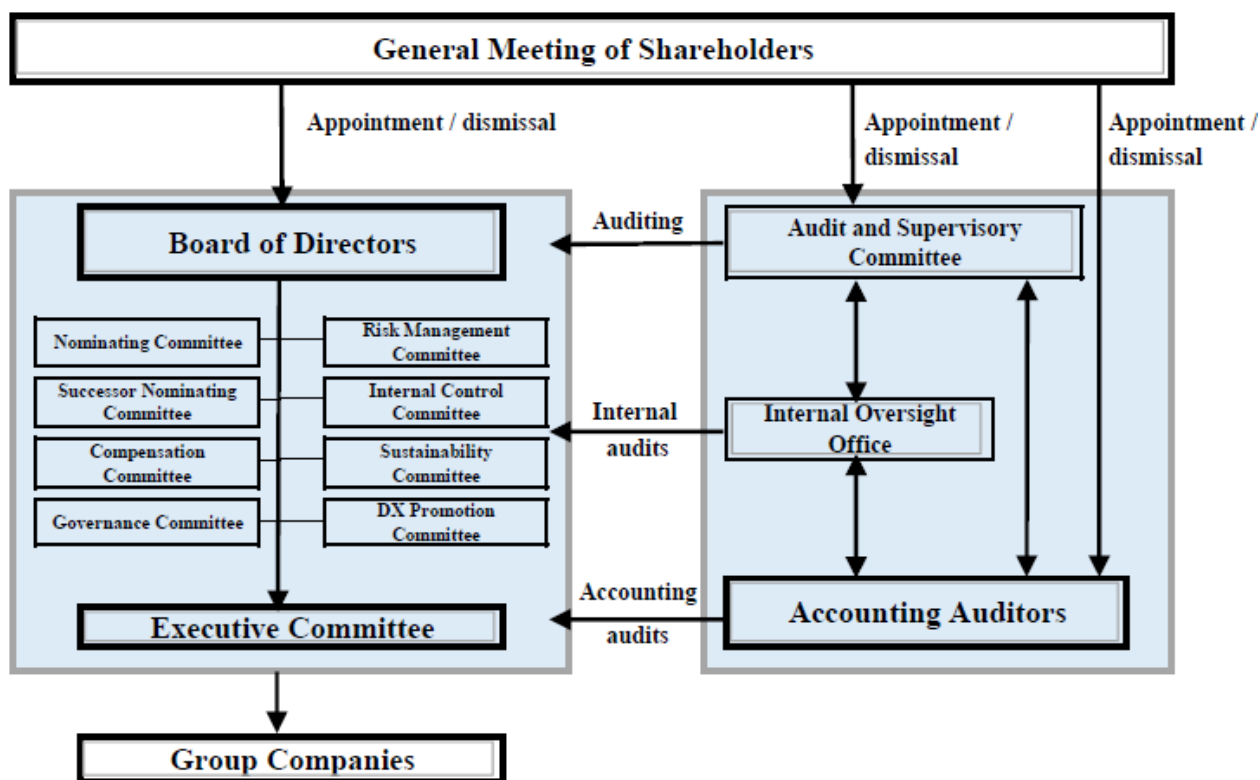 General Meeting of Shareholders
Appointment / dismissal
Appointment /
dismissal
Appointment /
dismissal
Board of Directors
Auditing
Audit and Supervisory
Committee
Nominating Committee
Risk Management
Committee
Successor Nominating
Committee
Internal Control
Committee
Internal
audits
Internal Oversight
Office
Compensation
Committee
Sustainability
Committee
Governance Committee
DX Promotion
Committee
Executive Committee
Accounting
audits
Accounting Auditors
Group Companies